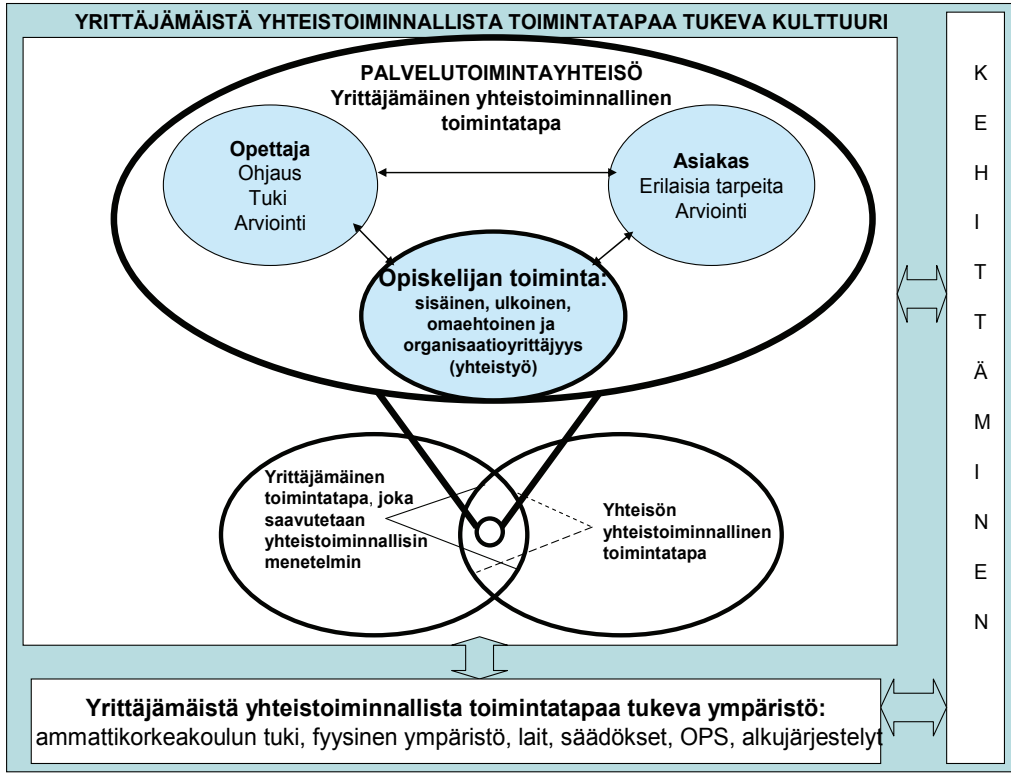 YRITTÄJÄMÄISTÄ YHTEISTOIMINNALLISTA TOIMINTATAPAA TUKEVA KULTTUURI
PALVELUTOIMINTAYHTEISÖ
Yrittäjämäinen yhteistoiminnallinen
toimintatapa
Opettaja
Ohjaus
Tuki
Arviointi
Asiakas
Erilaisia tarpeita
Arviointi
Opiskelijan toiminta:
sisäinen, ulkoinen,
omaehtoinen ja
organisaatioyrittäjyys
(yhteistyö)
Yrittäjämäinen
toimintatapa, joka
saavutetaan
yhteistoiminnallisin
menetelmin
Yhteisön
yhteistoiminnallinen
toimintatapa
Yrittäjämäistä yhteistoiminnallista toimintatapaa tukeva ympäristö:
ammattikorkeakoulun tuki, fyysinen ympäristö, lait, säädökset, OPS, alkujärjestelyt
K
E
H
I
T
T
Ä
M
I
N
E
N